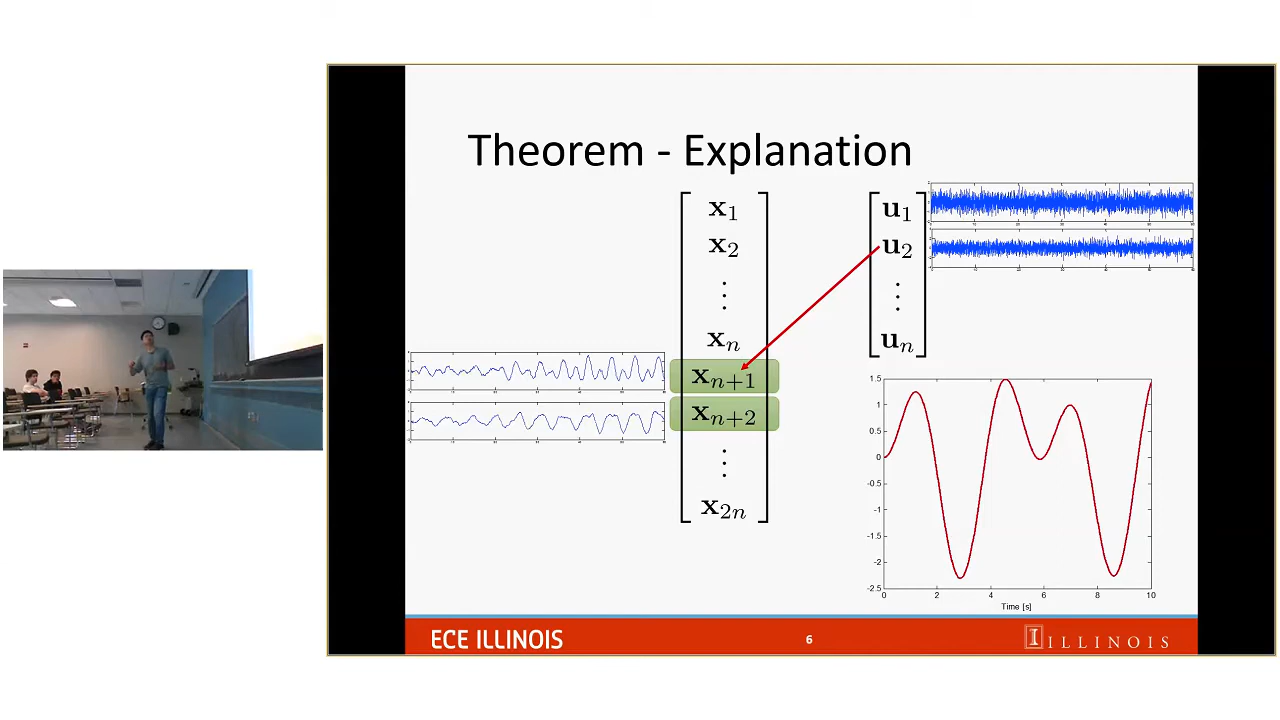 Theorem - Explanation
x1
x2
⋮
xn
xn+1
xn+2
⋮
x2n
u1
u2
⋮
un
1.5
1
0.5
0
-0.5
-1
-1.5
-2
-2.5
0 2 4 6 8 10
Time [s]
ECE ILLINOIS
6
I ILLINOIS